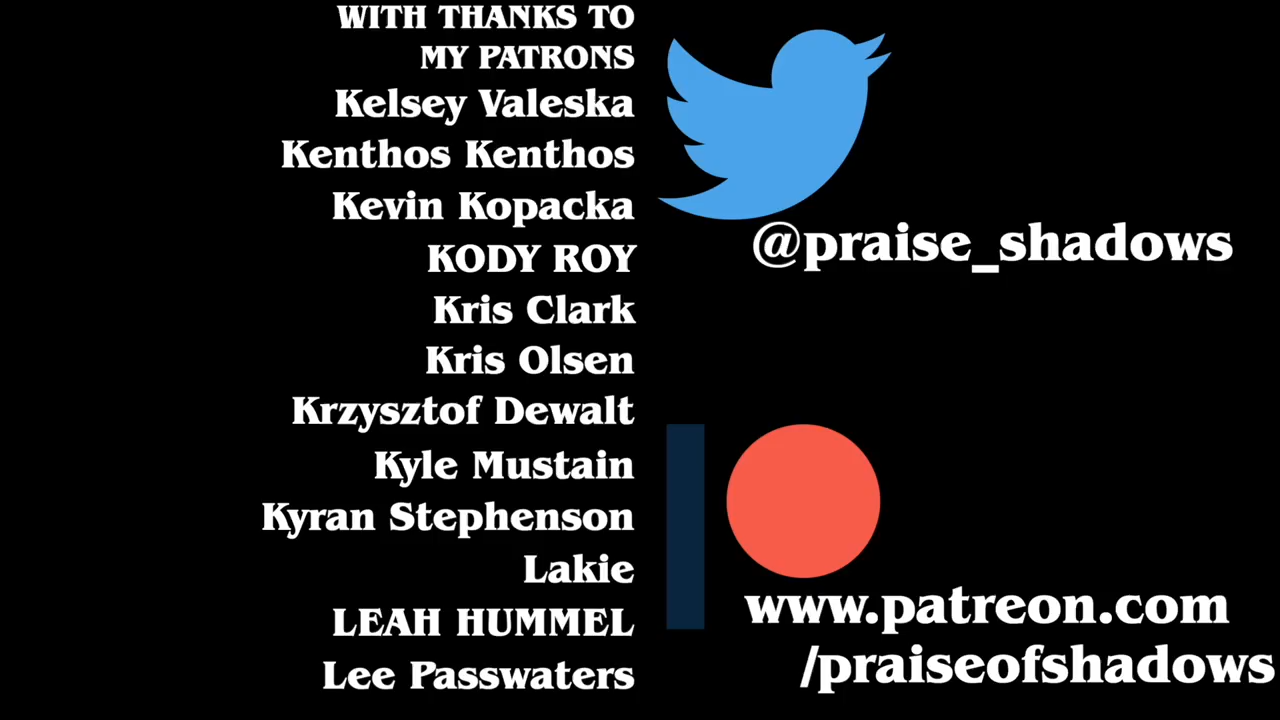 WITH THANKS TO
MY PATRONS
Kelsey Valeska
Kenthos Kenthos
Kevin Kopacka
KODY ROY
Kris Clark
Kris Olsen
Krzysztof Dewalt
Kyle Mustain
Kyran Stephenson
Lakie
LEAH HUMMEL
Lee Passwaters
@praise_shadows
www.patreon.com
/praiseofshadows